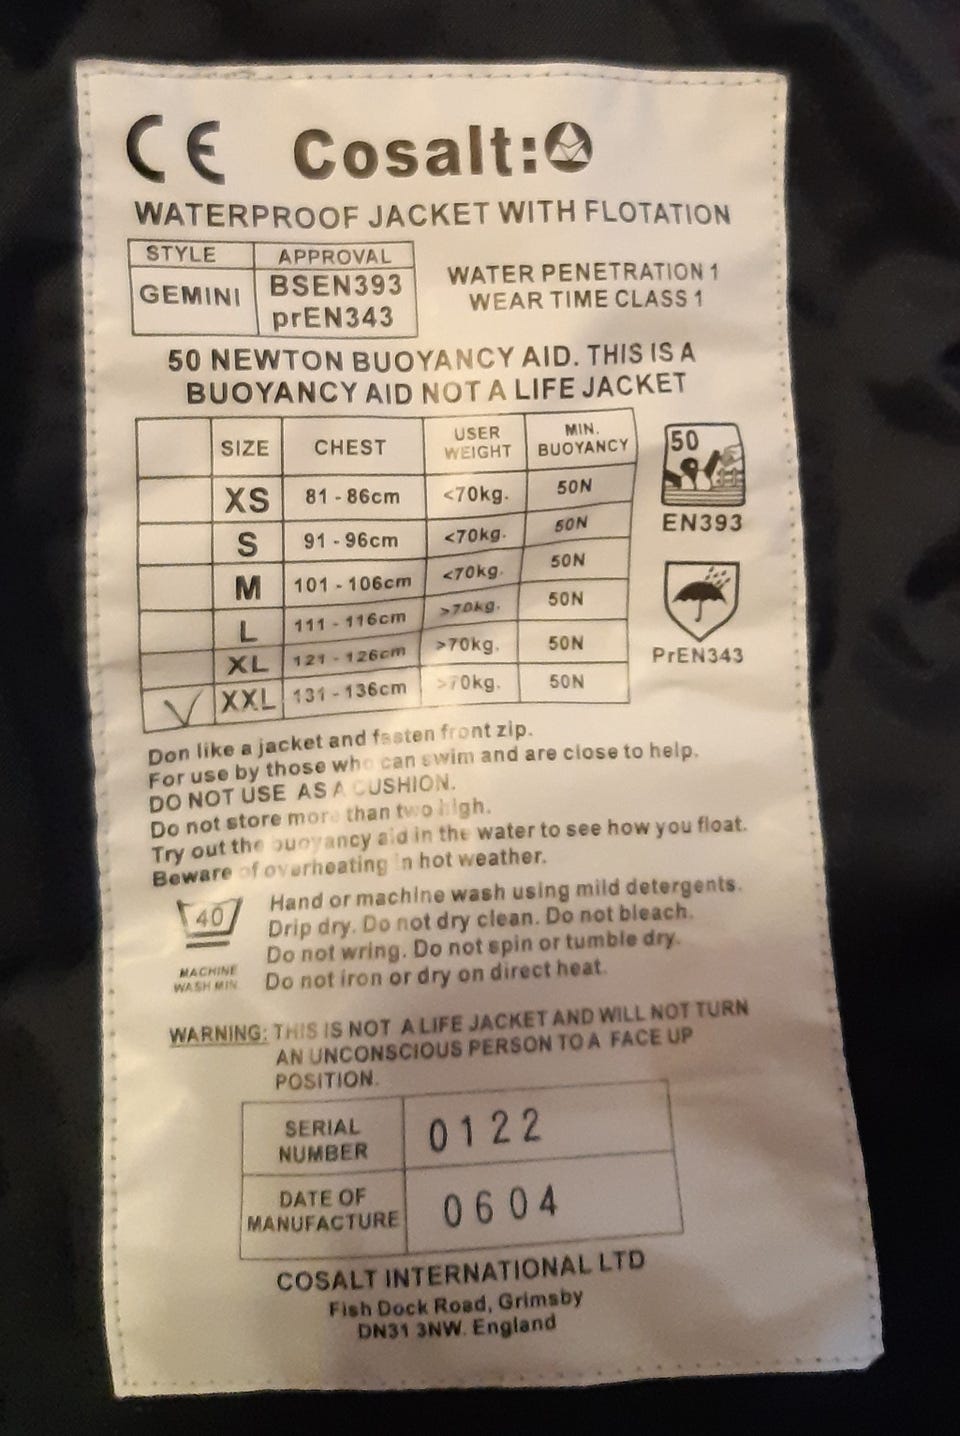 CE Cosalt:
WATERPROOF JACKET WITH FLOTATION
STYLE APPROVAL
GEMINI BSEN393
prEN343
WATER PENETRATION 1
WEAR TIME CLASS 1
50 NEWTON BUOYANCY AID. THIS IS A
BUOYANCY AID NOT A LIFE JACKET
SIZE CHEST USER WEIGHT MIN. BUOYANCY
XS 81 - 86cm <70kg. 50N
S 91 - 96cm <70kg. 50N
M 101 - 106cm <70kg. 50N
L 111 - 116cm >70kg. 50N
XL 121 - 126cm >70kg. 50N
XXL 131 - 136cm >70kg. 50N
50
EN393
PrEN343
Don like a jacket and fasten front zip.
For use by those who can swim and are close to help.
DO NOT USE AS A CUSHION.
Do not store more than two high.
Try out the buoyancy aid in the water to see how you float.
Beware of overheating in hot weather.
40
MACHINE
WASH MIN
Hand or machine wash using mild detergents.
Drip dry. Do not dry clean. Do not bleach.
Do not wring. Do not spin or tumble dry.
Do not iron or dry on direct heat.
WARNING: THIS IS NOT A LIFE JACKET AND WILL NOT TURN
AN UNCONSCIOUS PERSON TO A FACE UP
POSITION.
SERIAL NUMBER 0122
DATE OF MANUFACTURE 0604
COSALT INTERNATIONAL LTD
Fish Dock Road, Grimsby
DN31 3NW. England